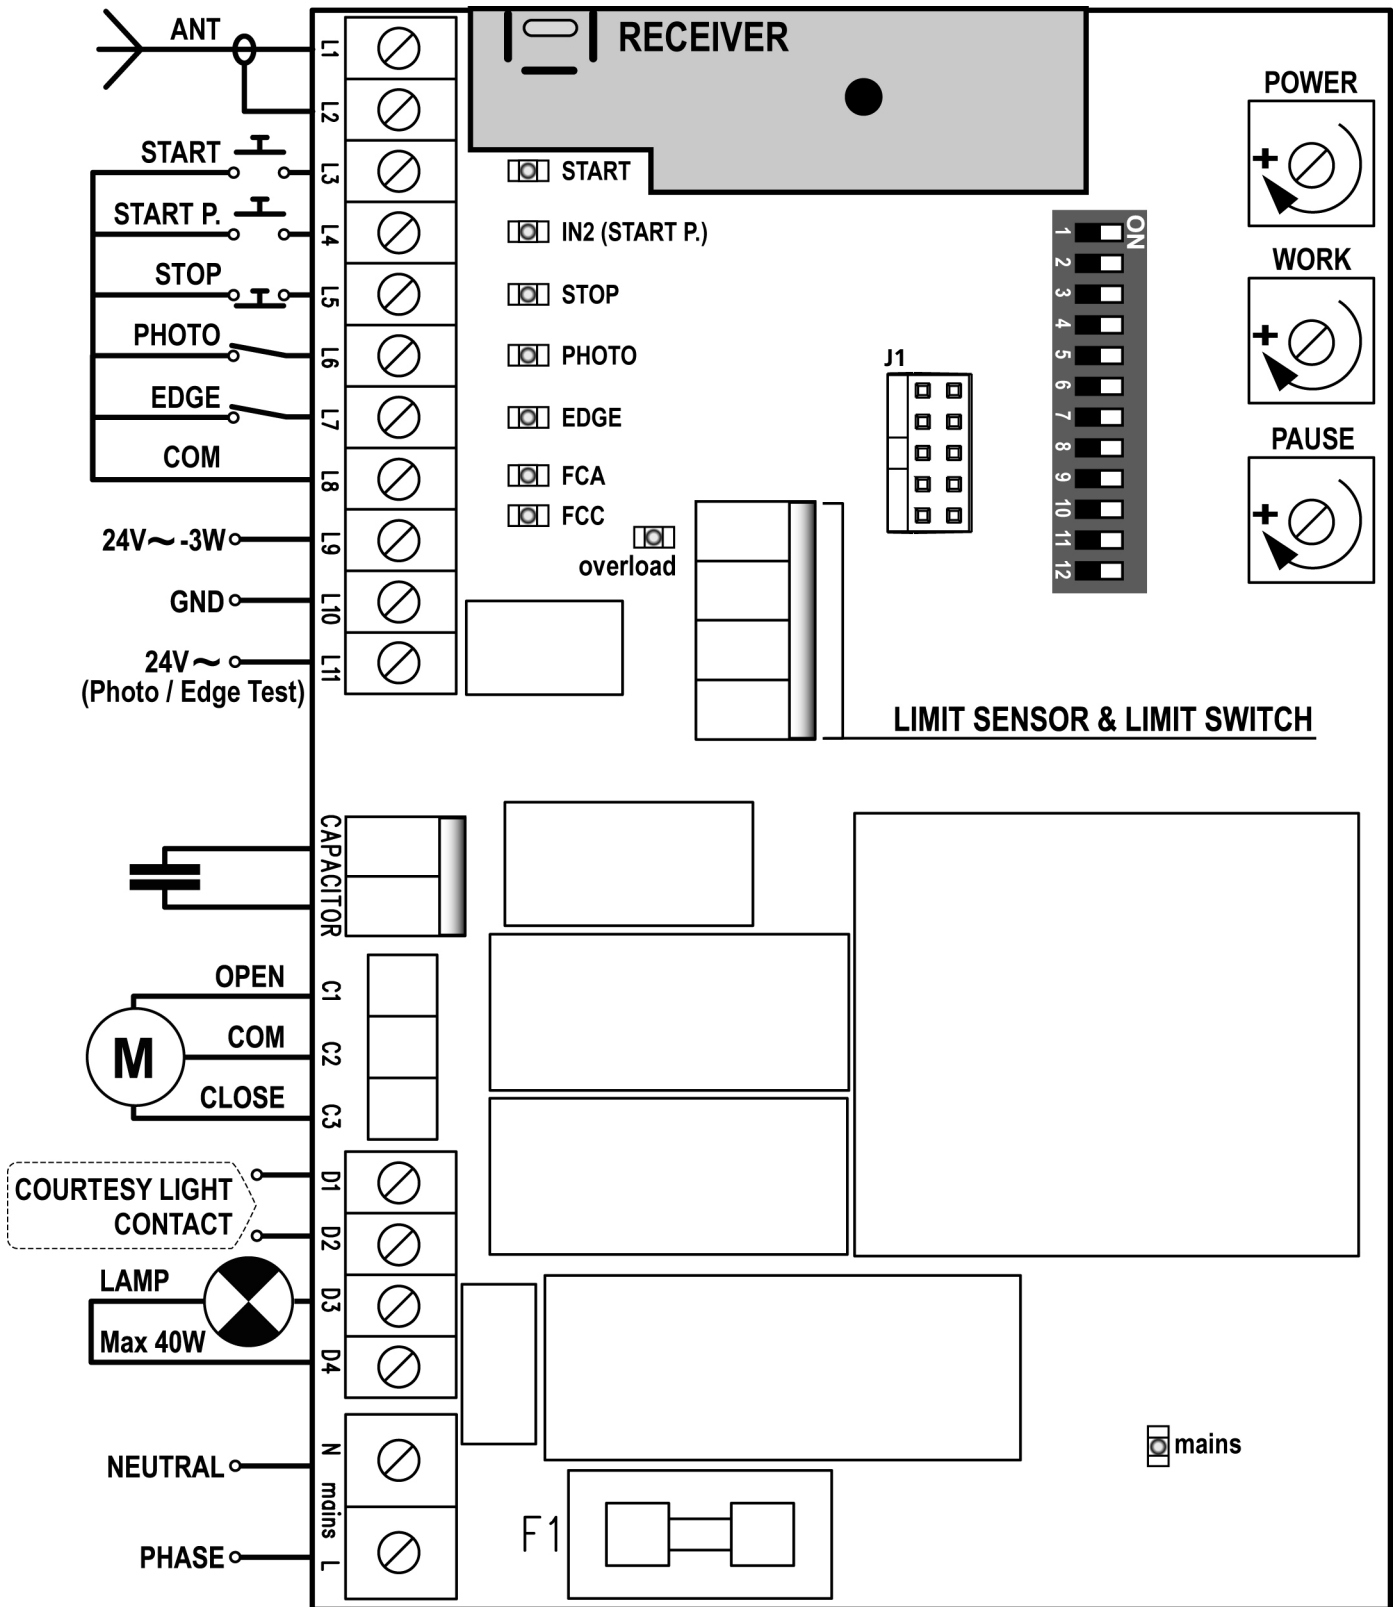 ANT
L1
L2
RECEIVER
START
L3
START
START P.
L4
IN2 (START P.)
STOP
L5
STOP
PHOTO
L6
PHOTO
EDGE
L7
EDGE
COM
L8
FCA
FCC
overload
24V~ -3W
L9
GND
L10
24V~
(Photo / Edge Test)
L11
J1
ON
1
2
3
4
5
6
7
8
9
10
11
12
POWER
+
WORK
+
PAUSE
+
LIMIT SENSOR & LIMIT SWITCH
CAPACITOR
OPEN
C1
M
COM
C2
CLOSE
C3
COURTESY LIGHT
CONTACT
D1
D2
LAMP
D3
Max 40W
D4
NEUTRAL
N
mains
PHASE
L
F1
mains